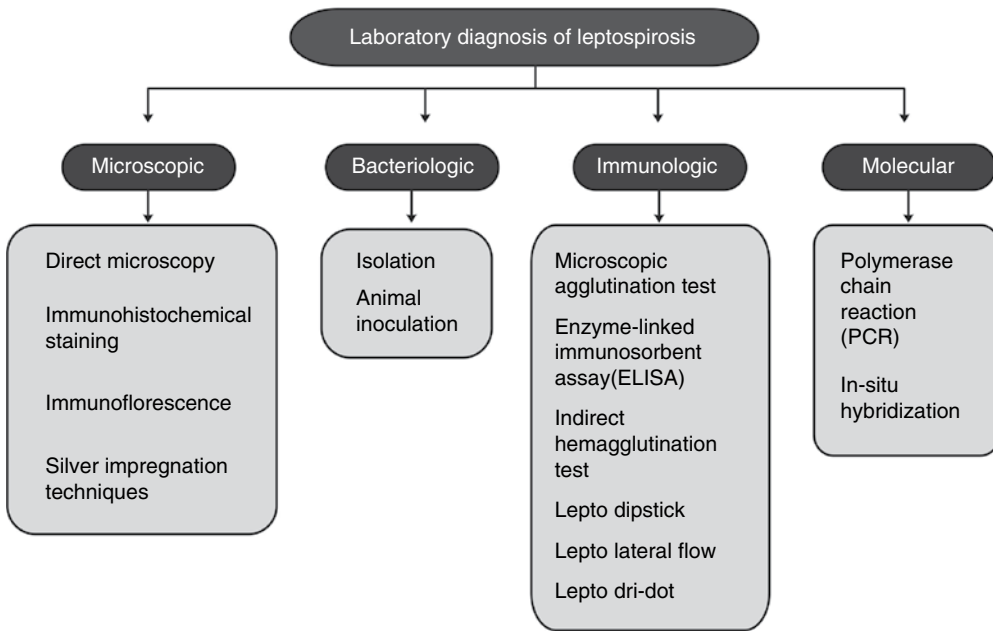 Laboratory diagnosis of leptospirosis
Microscopic
Bacteriologic
Immunologic
Molecular
Direct microscopy
Immunohistochemical
staining
Immunoflorescence
Silver impregnation
techniques
Isolation
Animal
inoculation
Microscopic
agglutination test
Enzyme-linked
immunosorbent
assay(ELISA)
Indirect
hemagglutination
test
Lepto dipstick
Lepto lateral flow
Lepto dri-dot
Polymerase
chain
reaction
(PCR)
In-situ
hybridization